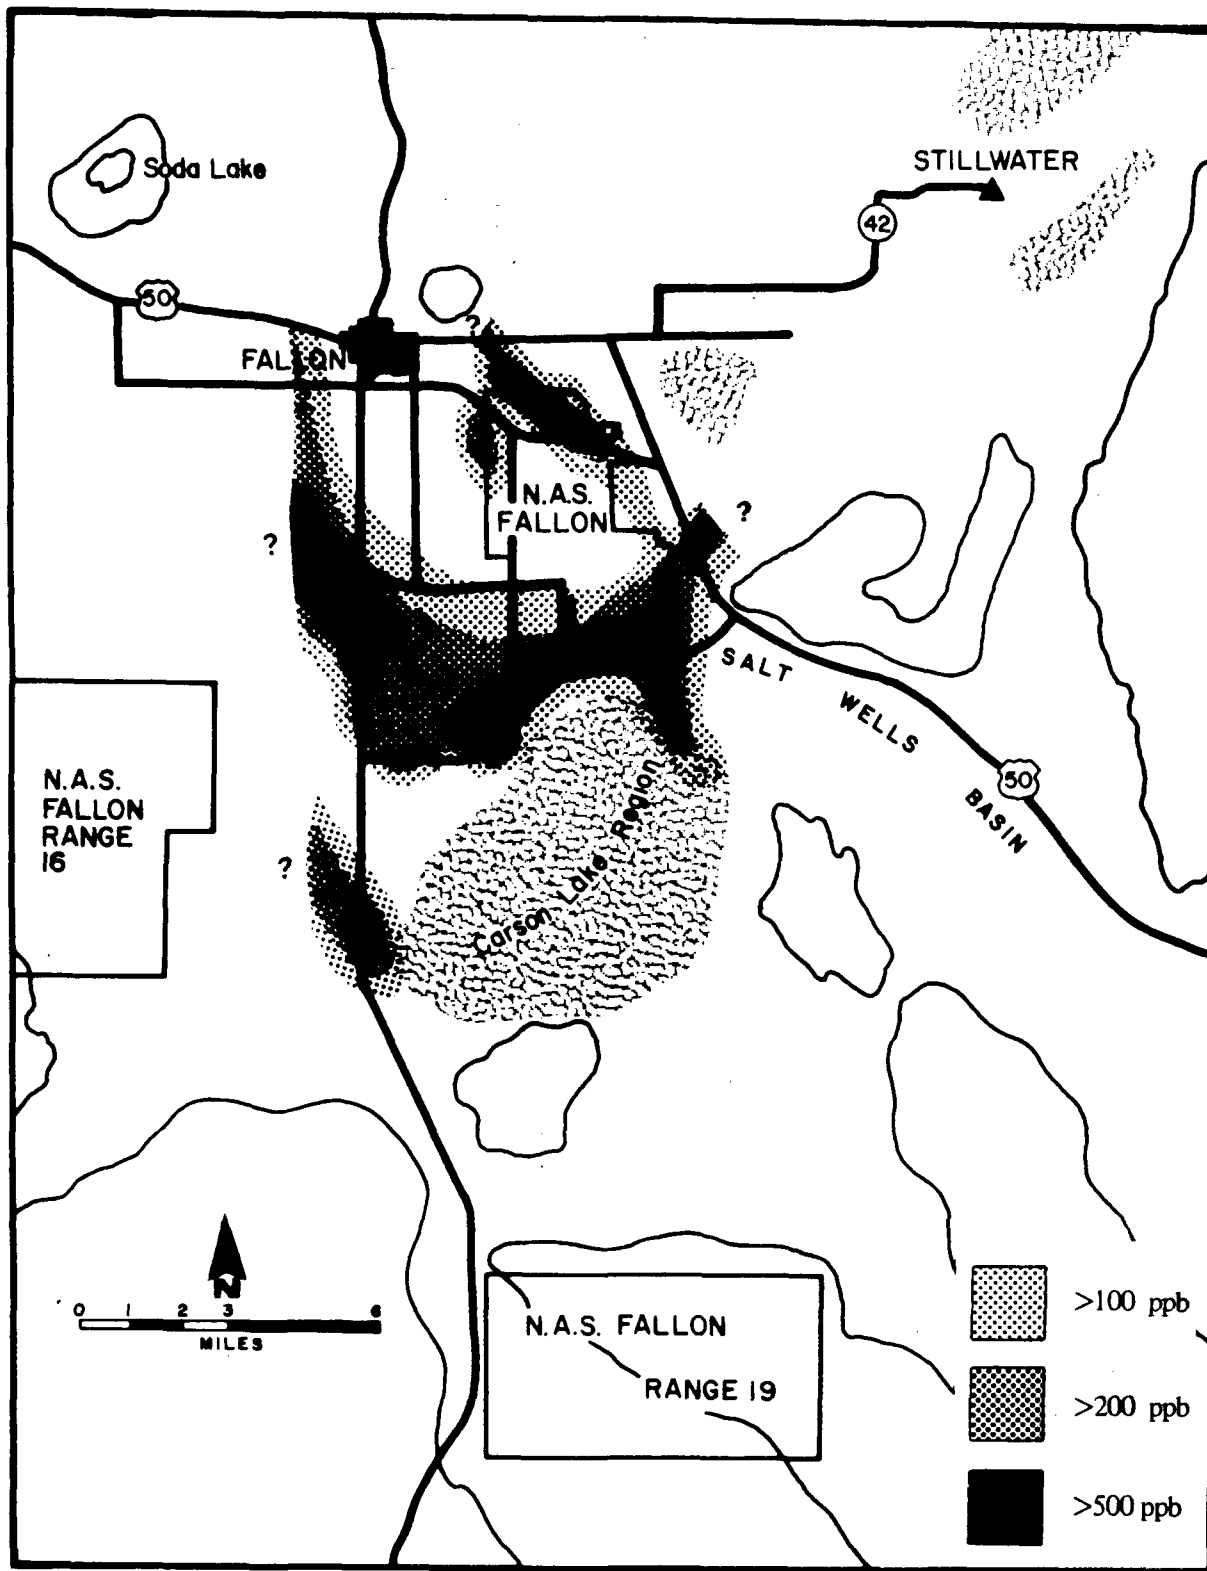 STILLWATER
Soda Lake
42
50
?
FALLON
N.A.S.
FALLON
?
?
SALT WELLS BASIN
50
N.A.S.
FALLON
RANGE
16
?
Carson Lake Region
N
0 1 2 3 6
MILES
N.A.S. FALLON
RANGE 19
>100 ppb
>200 ppb
>500 ppb